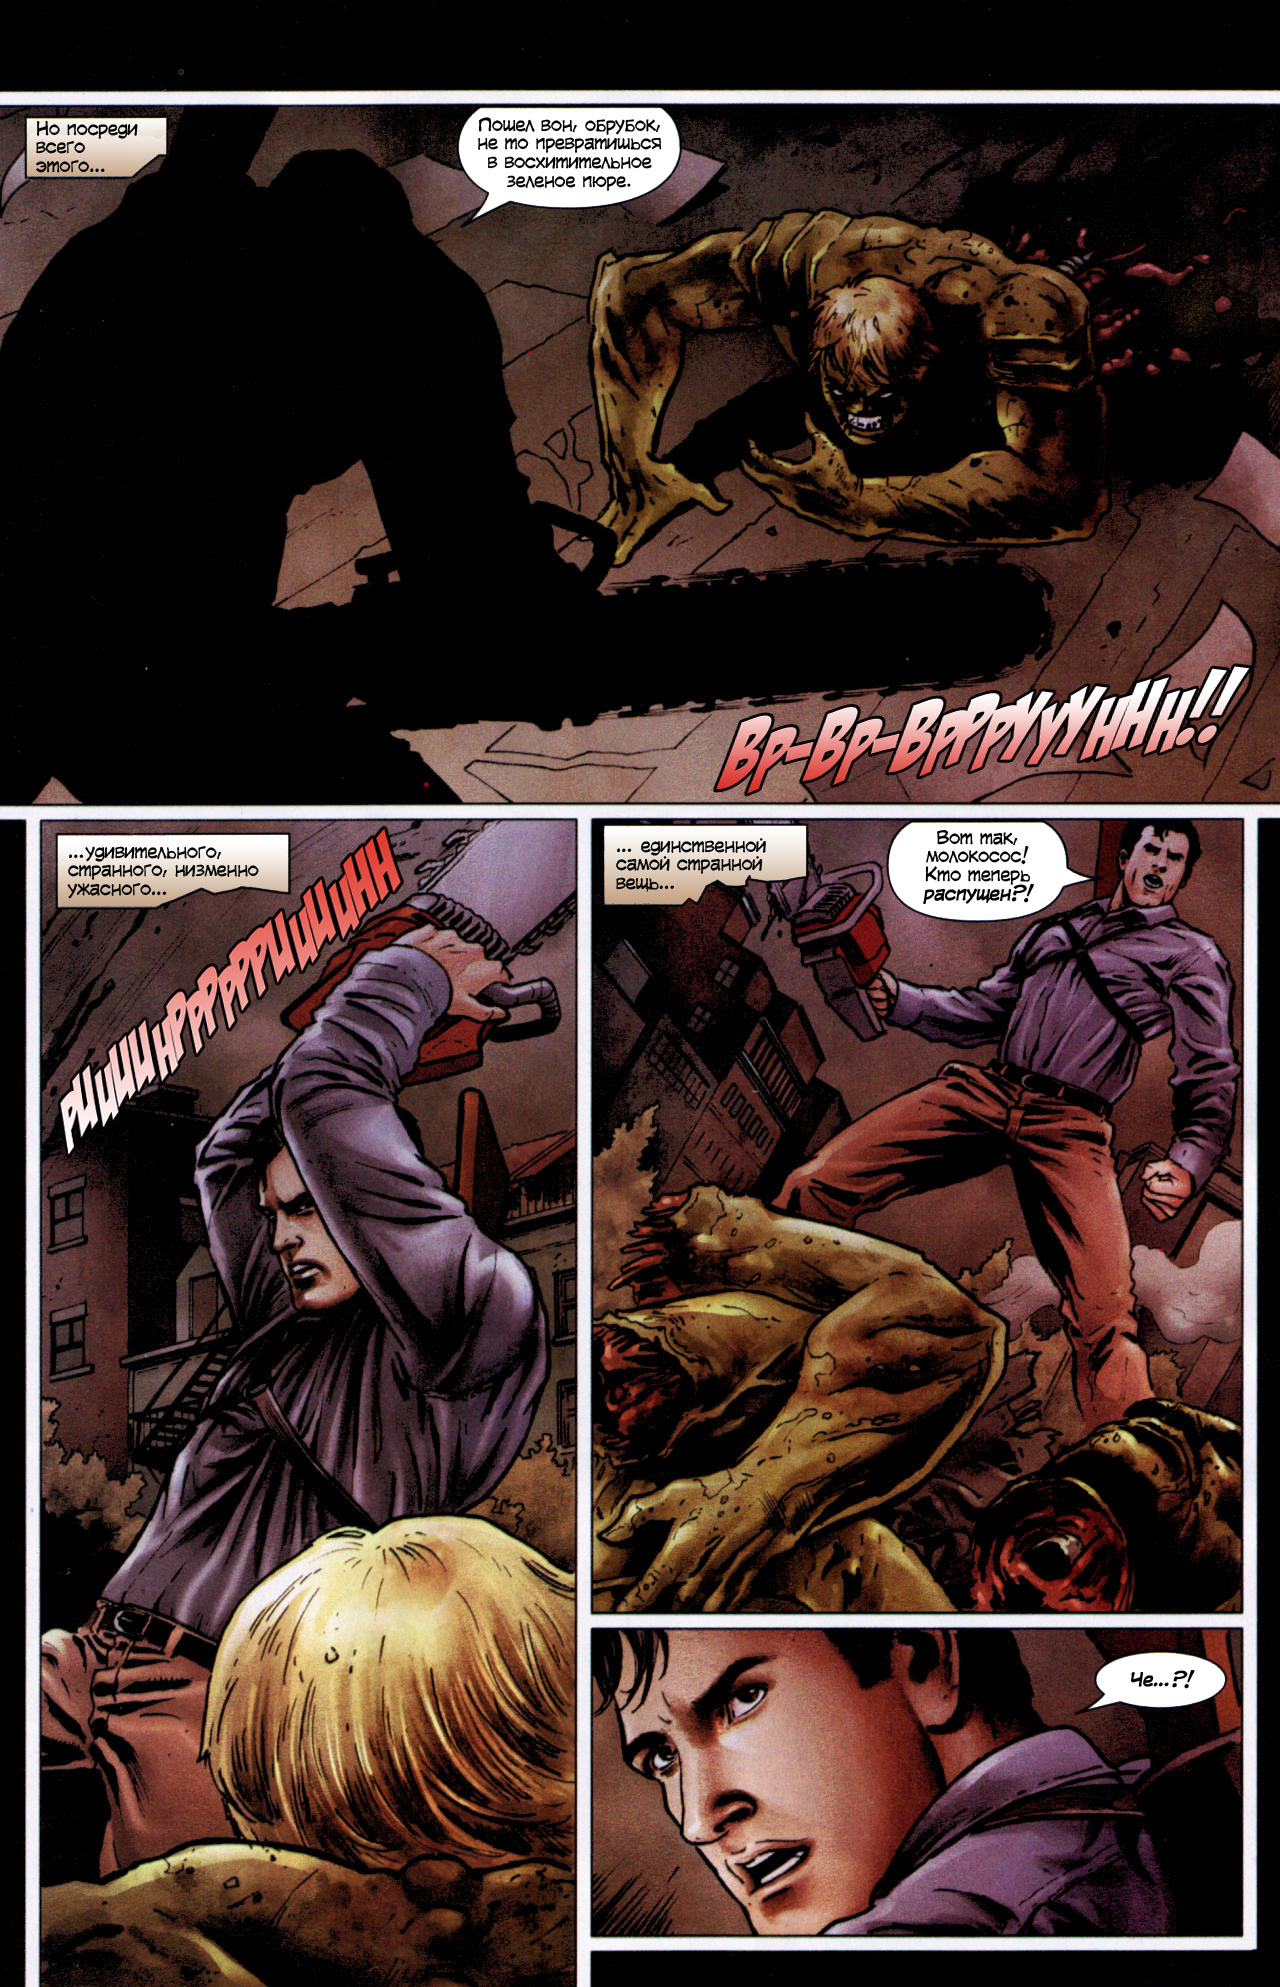 Но посреди
всего
этого...
Пошел вон, обрубок,
не то превратишься
в восхитительное
зеленое пюре.
Вр-Вр-ВррруууНнн!!
...удивительного,
странного, низменно
ужасного...
РИИИИНРРРРРРИИИИИНН
... единственной
самой странной
вещь...
Вот так,
молокосос!
Кто теперь
распущен?!
Че...?!